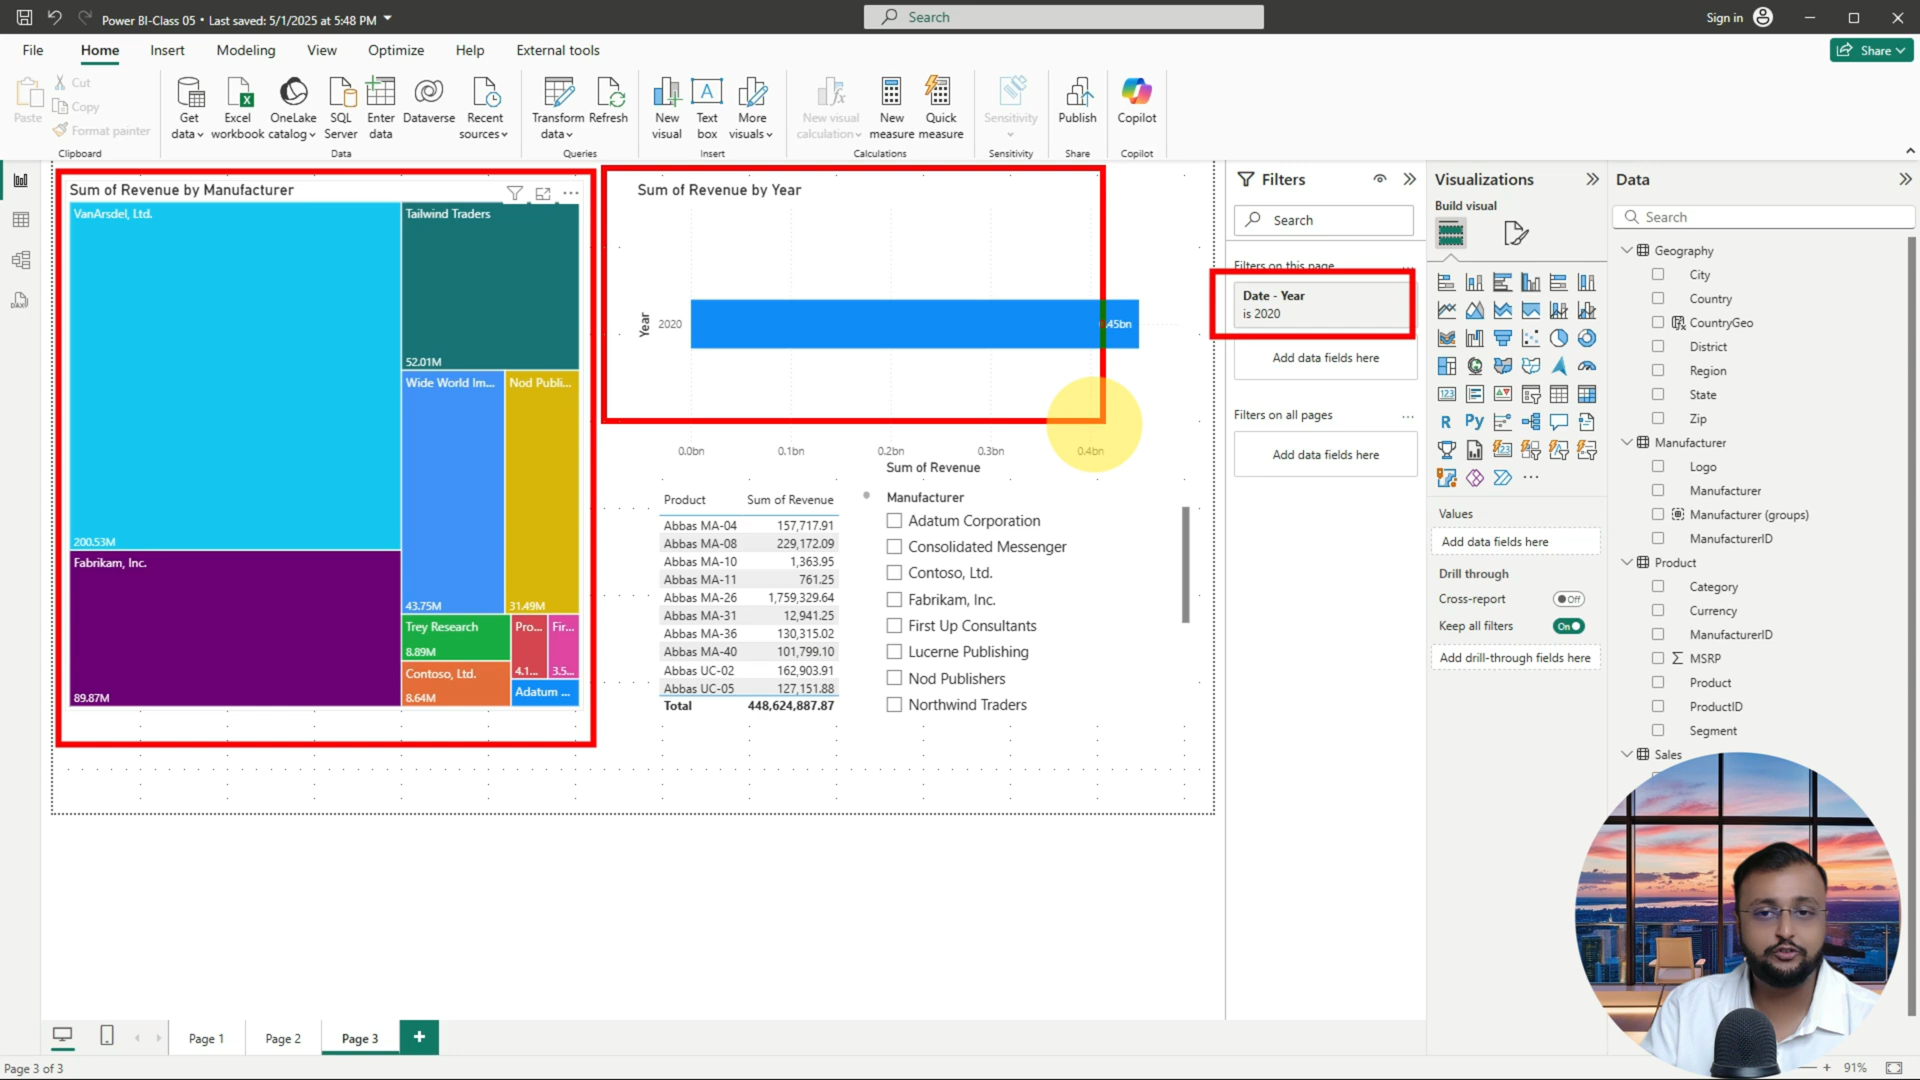 Power BI-Class 05 • Last saved: 5/1/2025 at 5:48 PM
Search
Sign in
File
Home
Insert
Modeling
View
Optimize
Help
External tools
Share
Paste
Cut
Copy
Format painter
Clipboard
Get data
Excel workbook
OneLake catalog
SQL Server
Enter data
Dataverse
Recent sources
Data
Transform data
Refresh
Queries
New visual
Text box
More visuals
Insert
New visual calculation
New measure
Quick measure
Calculations
Sensitivity
Sensitivity
Publish
Share
Copilot
Copilot
Sum of Revenue by Manufacturer
VanArsdel, Ltd.
200.53M
Fabrikam, Inc.
89.87M
Tailwind Traders
52.01M
Wide World Im...
43.75M
Nod Publi...
31.49M
Trey Research
8.89M
Pro...
4.1...
Fir...
3.5...
Contoso, Ltd.
8.64M
Adatum ...
Sum of Revenue by Year
Year
2020
.45bn
0.0bn
0.1bn
0.2bn
0.3bn
0.4bn
Sum of Revenue
Product Sum of Revenue
Abbas MA-04 157,717.91
Abbas MA-08 229,172.09
Abbas MA-10 1,363.95
Abbas MA-11 761.25
Abbas MA-26 1,759,329.64
Abbas MA-31 12,941.25
Abbas MA-36 130,315.02
Abbas MA-40 101,799.10
Abbas UC-02 162,903.91
Abbas UC-05 127,151.88
Total 448,624,887.87
Manufacturer
Adatum Corporation
Consolidated Messenger
Contoso, Ltd.
Fabrikam, Inc.
First Up Consultants
Lucerne Publishing
Nod Publishers
Northwind Traders
Filters
Search
Filters on this page
Date - Year
is 2020
Add data fields here
Filters on all pages
Add data fields here
Visualizations
Build visual
R
Py
123
Values
Add data fields here
Drill through
Cross-report
Off
Keep all filters
On
Add drill-through fields here
Data
Search
Geography
City
Country
CountryGeo
District
Region
State
Zip
Manufacturer
Logo
Manufacturer
Manufacturer (groups)
ManufacturerID
Product
Category
Currency
ManufacturerID
MSRP
Product
ProductID
Segment
Sales
Page 1
Page 2
Page 3
Page 3 of 3
91%